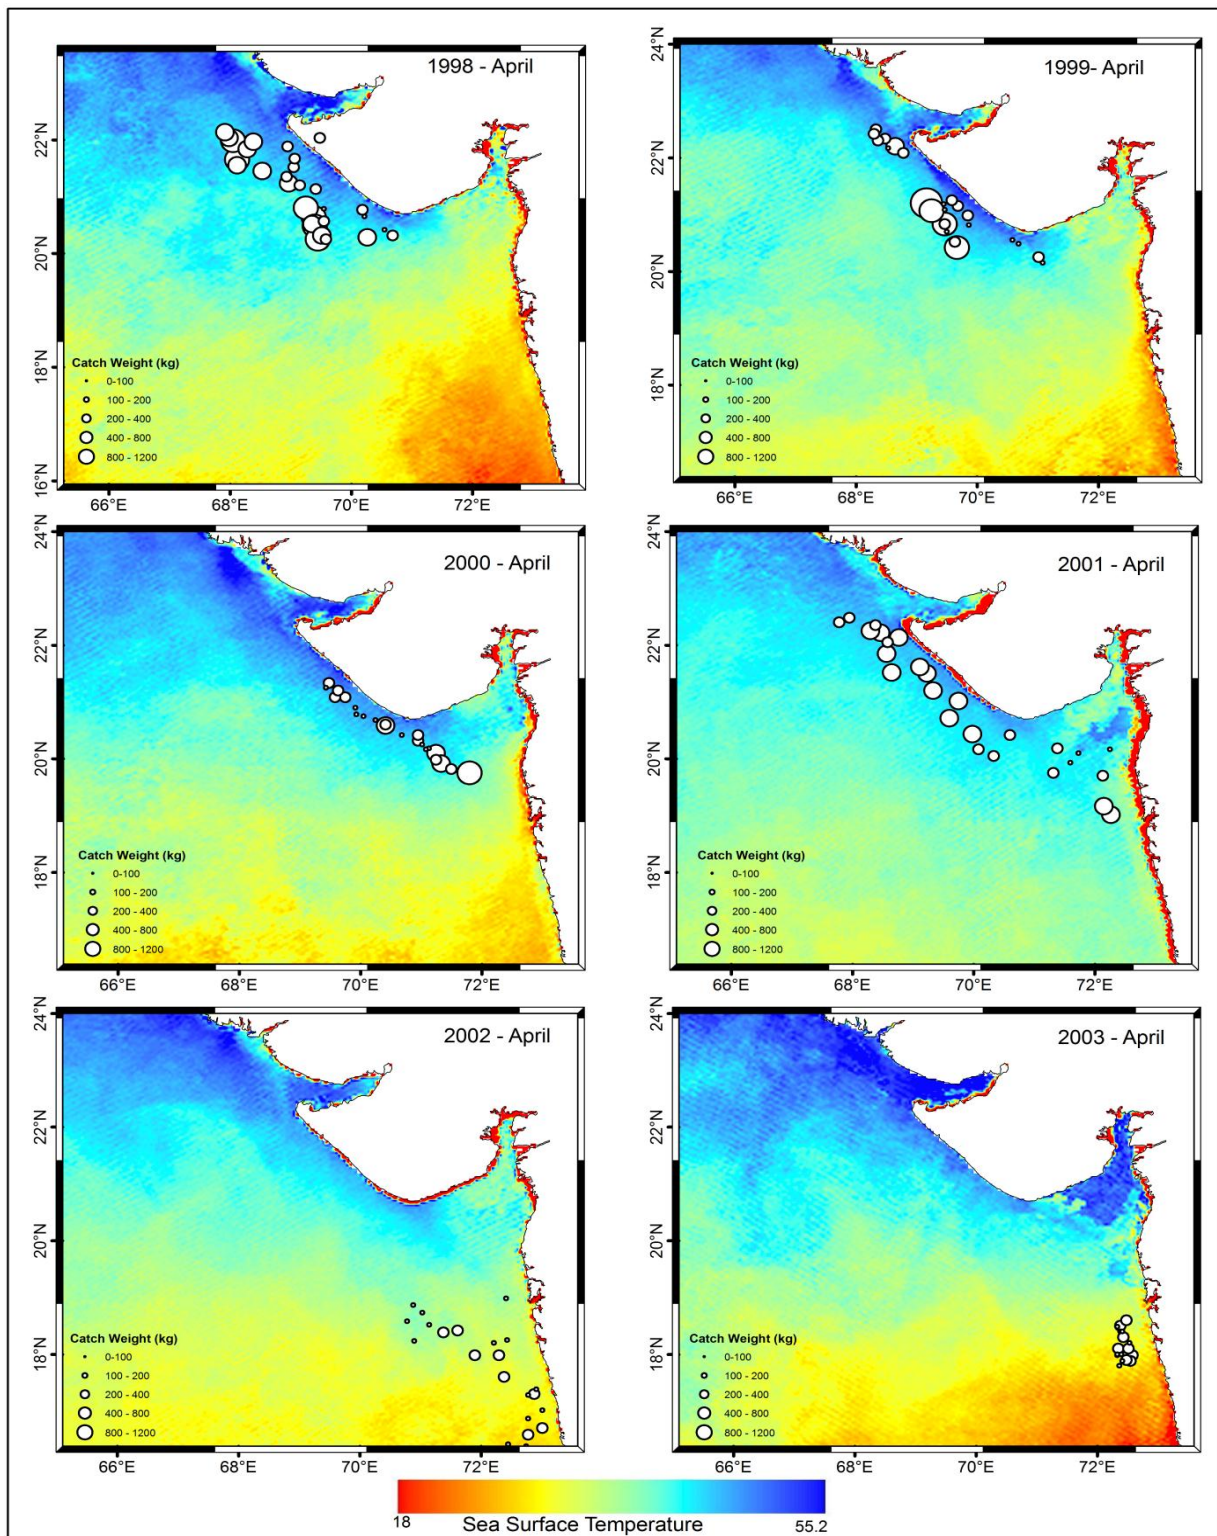 1998 - April
22°N
20°N
18°N
16°N
Catch Weight (kg)
0-100
100 - 200
200 - 400
400 - 800
800 - 1200
66°E 68°E 70°E 72°E
1999- April
24°N
22°N
20°N
18°N
Catch Weight (kg)
0-100
100 - 200
200 - 400
400 - 800
800 - 1200
66°E 68°E 70°E 72°E
2000 - April
24°N
22°N
20°N
18°N
Catch Weight (kg)
0-100
100 - 200
200 - 400
400 - 800
800 - 1200
66°E 68°E 70°E 72°E
2001 - April
24°N
22°N
20°N
18°N
Catch Weight (kg)
0-100
100 - 200
200 - 400
400 - 800
800 - 1200
66°E 68°E 70°E 72°E
2002 - April
24°N
22°N
20°N
18°N
Catch Weight (kg)
0-100
100 - 200
200 - 400
400 - 800
800 - 1200
66°E 68°E 70°E 72°E
2003 - April
24°N
22°N
20°N
18°N
Catch Weight (kg)
0-100
100 - 200
200 - 400
400 - 800
800 - 1200
66°E 68°E 70°E 72°E
18 Sea Surface Temperature 55.2